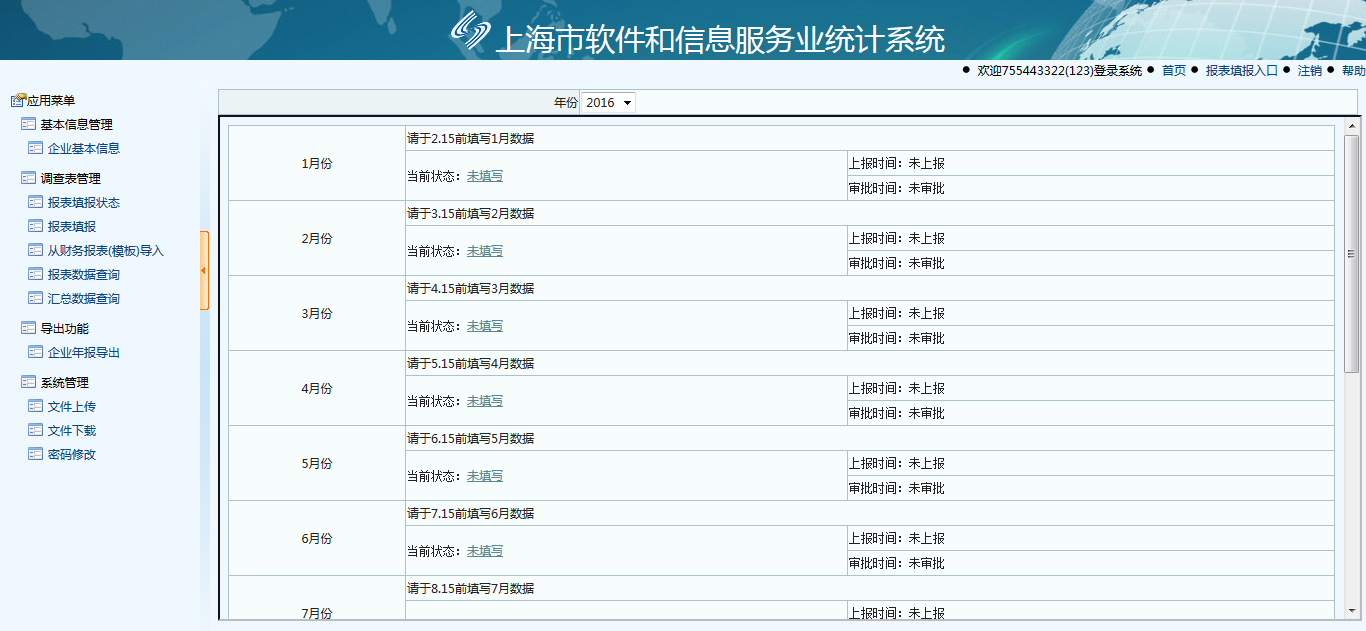 上海市软件和信息服务业统计系统
● 欢迎755443322(123)登录系统 ● 首页 ● 报表填报入口 ● 注销 ● 帮助
应用菜单
基本信息管理
企业基本信息
调查表管理
报表填报状态
报表填报
从财务报表(模板)导入
报表数据查询
汇总数据查询
导出功能
企业年报导出
系统管理
文件上传
文件下载
密码修改
年份 2016
1月份
请于2.15前填写1月数据
当前状态：未填写
上报时间：未上报
审批时间：未审批
2月份
请于3.15前填写2月数据
当前状态：未填写
上报时间：未上报
审批时间：未审批
3月份
请于4.15前填写3月数据
当前状态：未填写
上报时间：未上报
审批时间：未审批
4月份
请于5.15前填写4月数据
当前状态：未填写
上报时间：未上报
审批时间：未审批
5月份
请于6.15前填写5月数据
当前状态：未填写
上报时间：未上报
审批时间：未审批
6月份
请于7.15前填写6月数据
当前状态：未填写
上报时间：未上报
审批时间：未审批
7月份
请于8.15前填写7月数据
上报时间：未上报